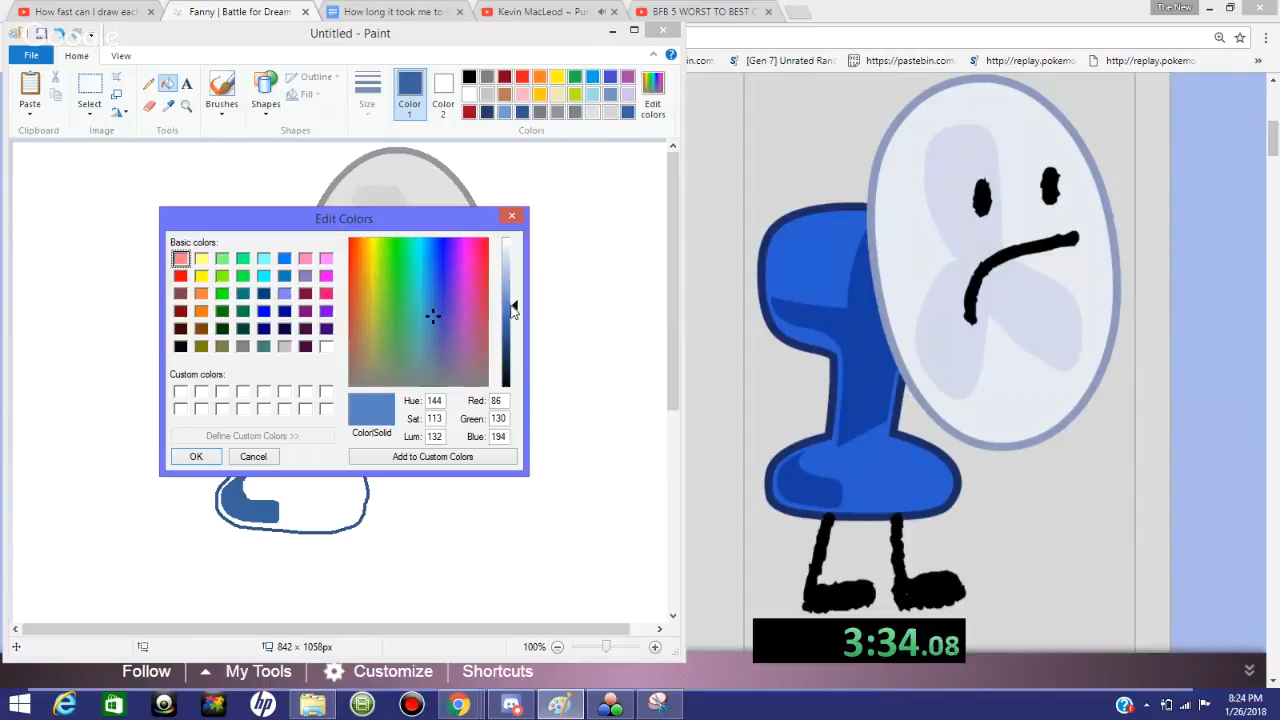 How fast can I draw each
Fanny | Battle for Dream
How long it took me to
Kevin MacLeod ~ Pu
BFB 5 WORST TO BEST
The New
Untitled - Paint
File
Home
View
.com
[Gen 7] Unrated Ran
https://pastebin.com
http://replay.pokemo
http://replay.pokemo
Paste
Select
Brushes
Shapes
Outline
Fill
Size
Color 1
Color 2
Edit colors
Clipboard
Image
Tools
Shapes
Colors
Edit Colors
Basic colors:
Custom colors:
Define Custom Colors >>
OK
Cancel
Color|Solid
Hue: 144
Sat: 113
Lum: 132
Red: 86
Green: 130
Blue: 194
Add to Custom Colors
842 × 1058px
100%
3:34.08
Follow
My Tools
Customize
Shortcuts
8:24 PM
1/26/2018